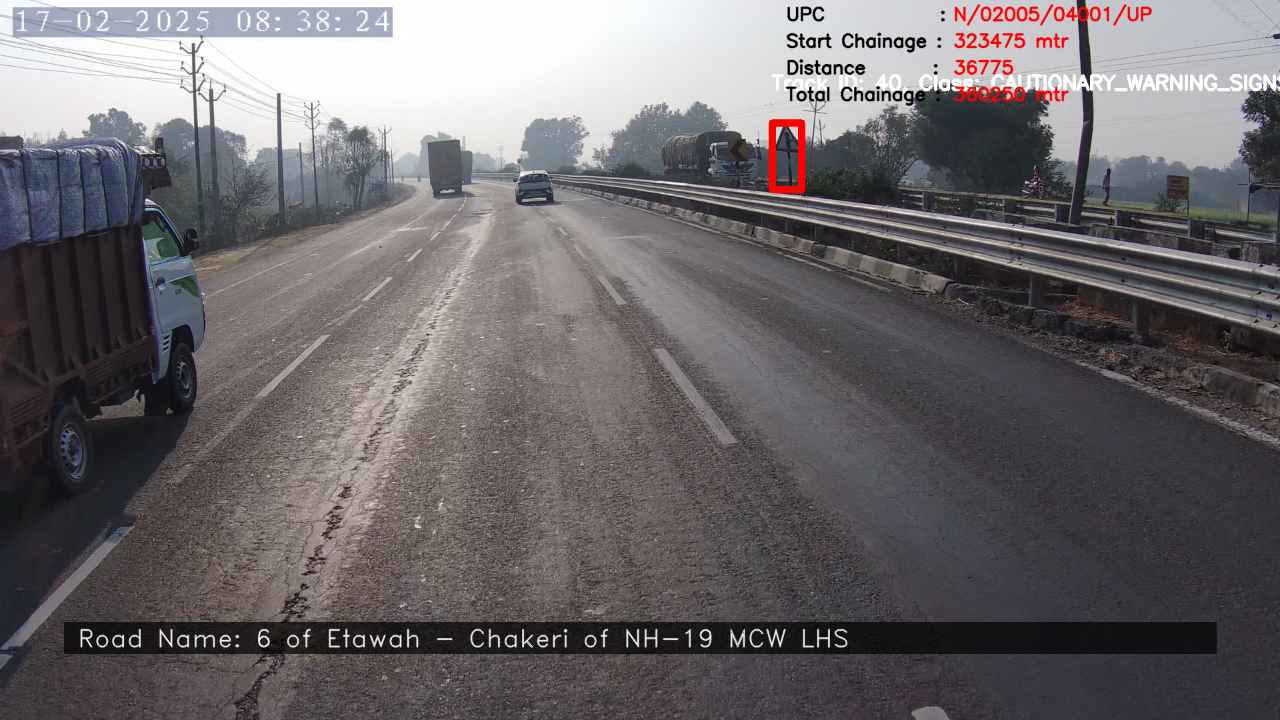 17-02-2025 08:38:24
UPC : N/02005/04001/UP
Start Chainage : 323475 mtr
Distance : 36775
Track ID: 40, Class: CAUTIONARY_WARNING_SIGNS
Total Chainage : 360250 mtr
Road Name: 6 of Etawah - Chakeri of NH-19 MCW LHS